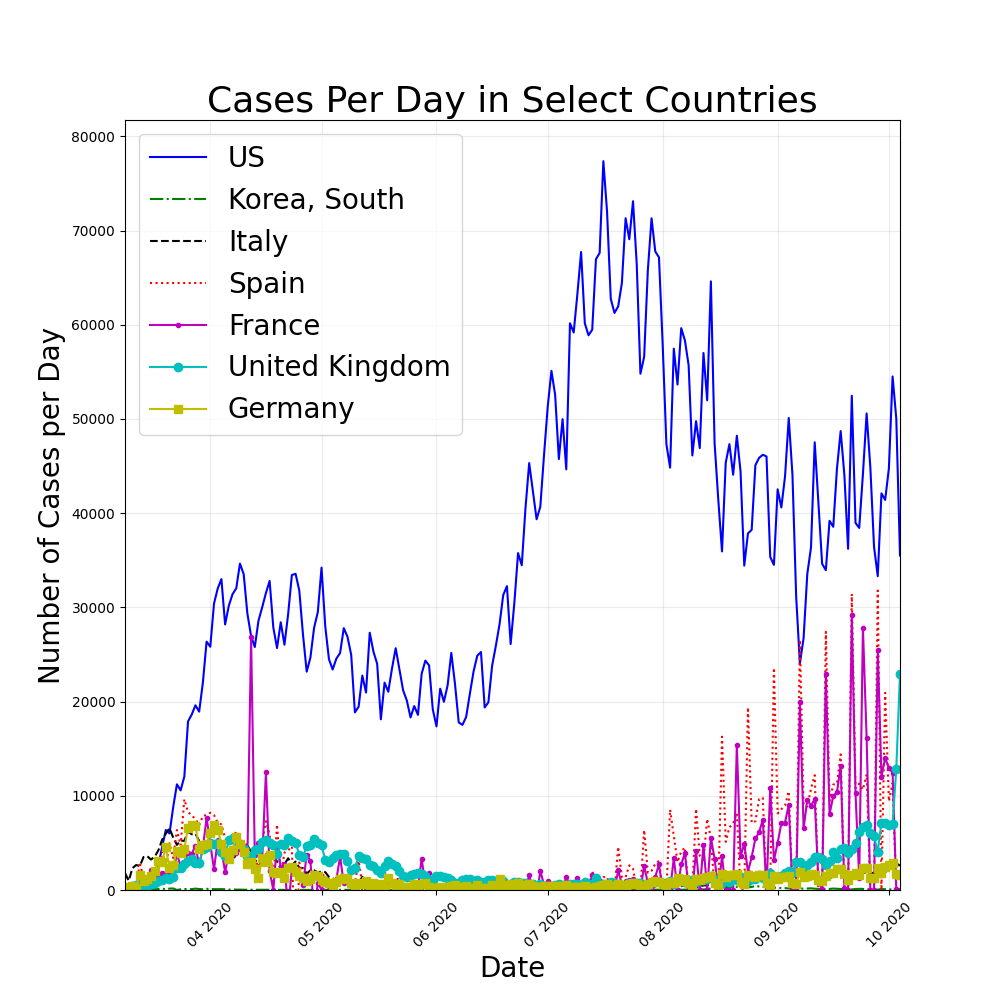 Cases Per Day in Select Countries
US
Korea, South
Italy
Spain
France
United Kingdom
Germany
Number of Cases per Day
80000
70000
60000
50000
40000
30000
20000
10000
0
04 2020
05 2020
06 2020
07 2020
08 2020
09 2020
10 2020
Date